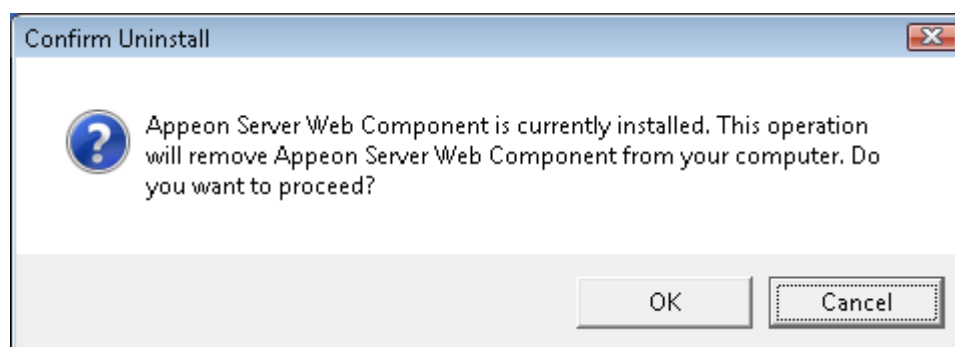 Confirm Uninstall
Appeon Server Web Component is currently installed. This operation
will remove Appeon Server Web Component from your computer. Do
you want to proceed?
OK
Cancel